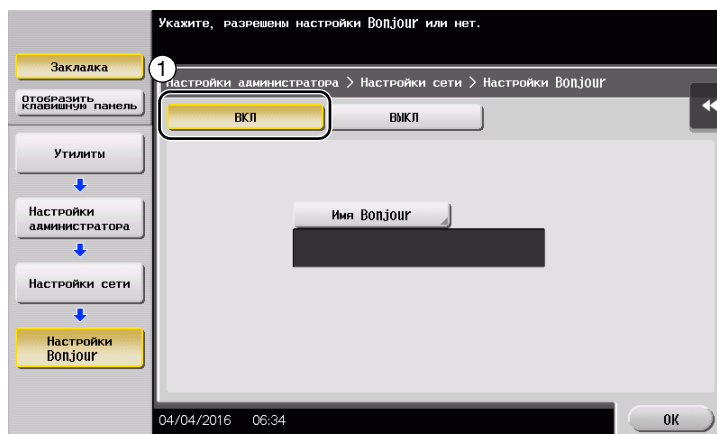 Укажите, разрешены настройки Bonjour или нет.
Закладка
Отобразить
клавишную панель
Утилиты
Настройки
администратора
Настройки сети
Настройки
Bonjour
1
Настройки администратора > Настройки сети > Настройки Bonjour
ВКЛ
ВЫКЛ
Имя Bonjour
04/04/2016 06:34
OK